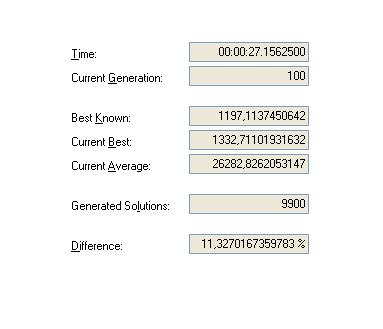 Time: 00:00:27.1562500
Current Generation: 100
Best Known: 1197,1137450642
Current Best: 1332,71101931632
Current Average: 26282,8262053147
Generated Solutions: 9900
Difference: 11,3270167359783 %